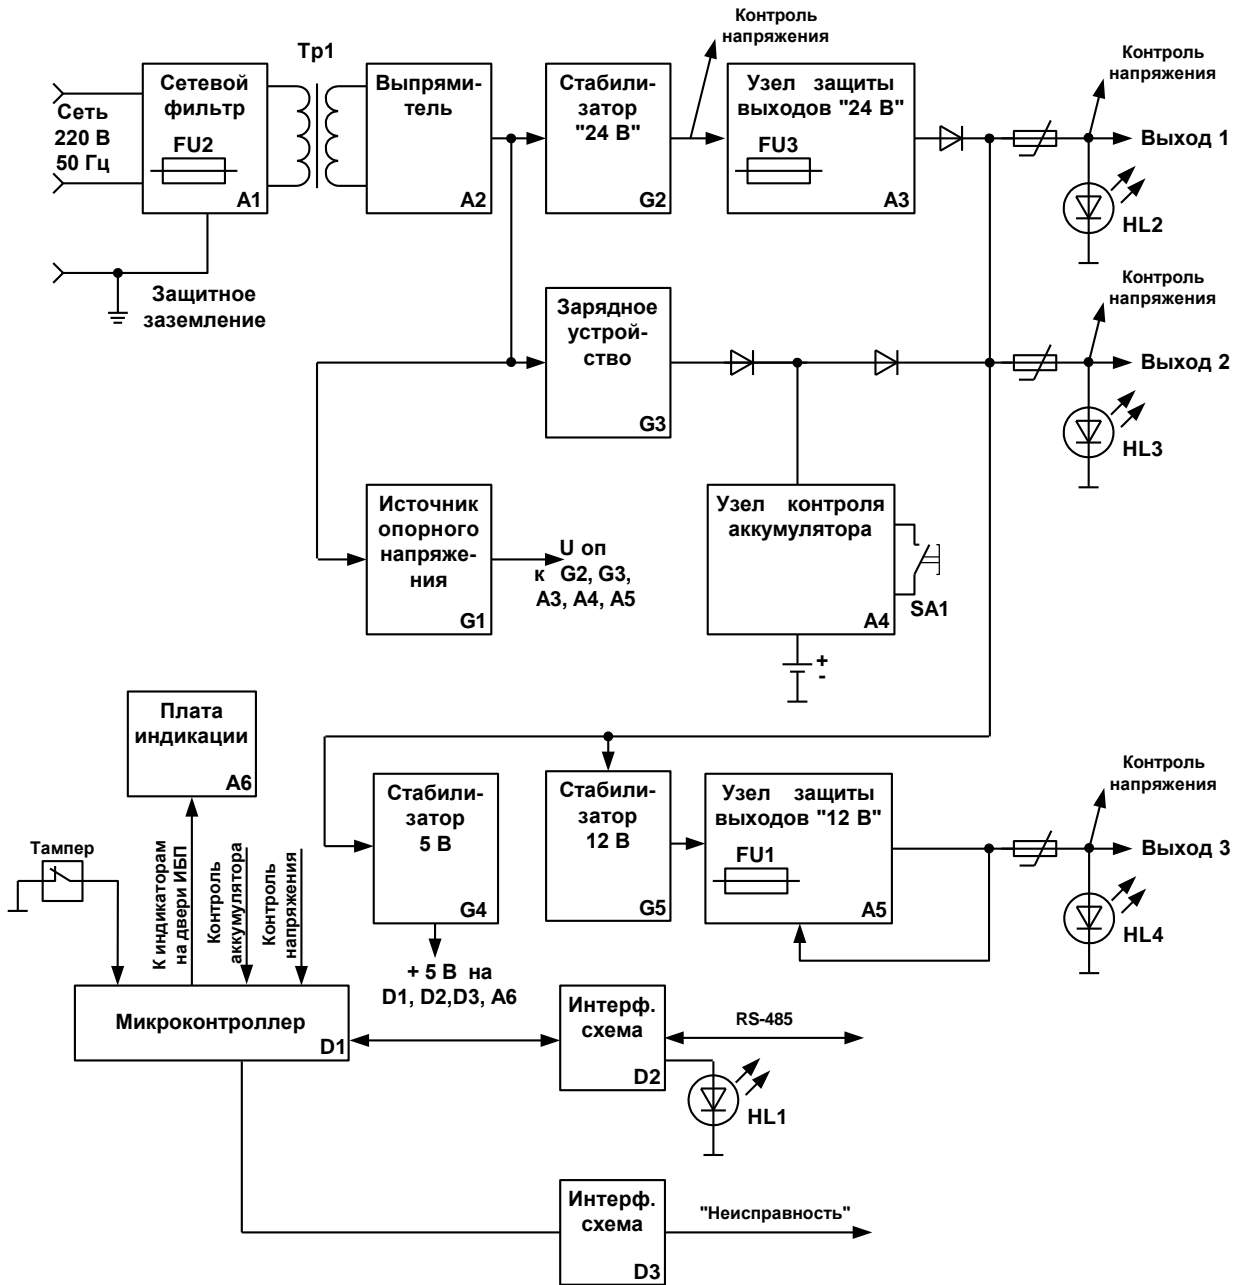 Контроль
напряжения
Тр1
Сетевой
фильтр
FU2
A1
Сеть
220 В
50 Гц
Выпрями-
тель
A2
Стабили-
затор
"24 В"
G2
Узел защиты
выходов "24 В"
FU3
A3
Контроль
напряжения
Выход 1
HL2
Защитное
заземление
Зарядное
устрой-
ство
G3
Контроль
напряжения
Выход 2
HL3
Источник
опорного
напряже-
ния
G1
U оп
к G2, G3,
A3, A4, A5
Узел контроля
аккумулятора
A4
SA1
+
-
Плата
индикации
A6
Стабили-
затор
5 В
G4
Стабили-
затор
12 В
G5
Узел защиты
выходов "12 В"
FU1
A5
Контроль
напряжения
Выход 3
HL4
Тампер
К индикаторам
на двери ИБП
Контроль
аккумулятора
Контроль
напряжения
+ 5 В на
D1, D2,D3, A6
Микроконтроллер
D1
Интерф.
схема
D2
RS-485
HL1
Интерф.
схема
D3
"Неисправность"